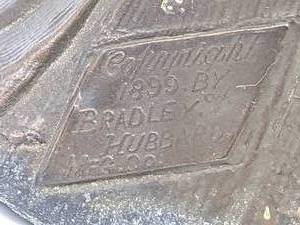 Copyright
1899 BY
BRADLEY &
HUBBARD
MFG. CO.